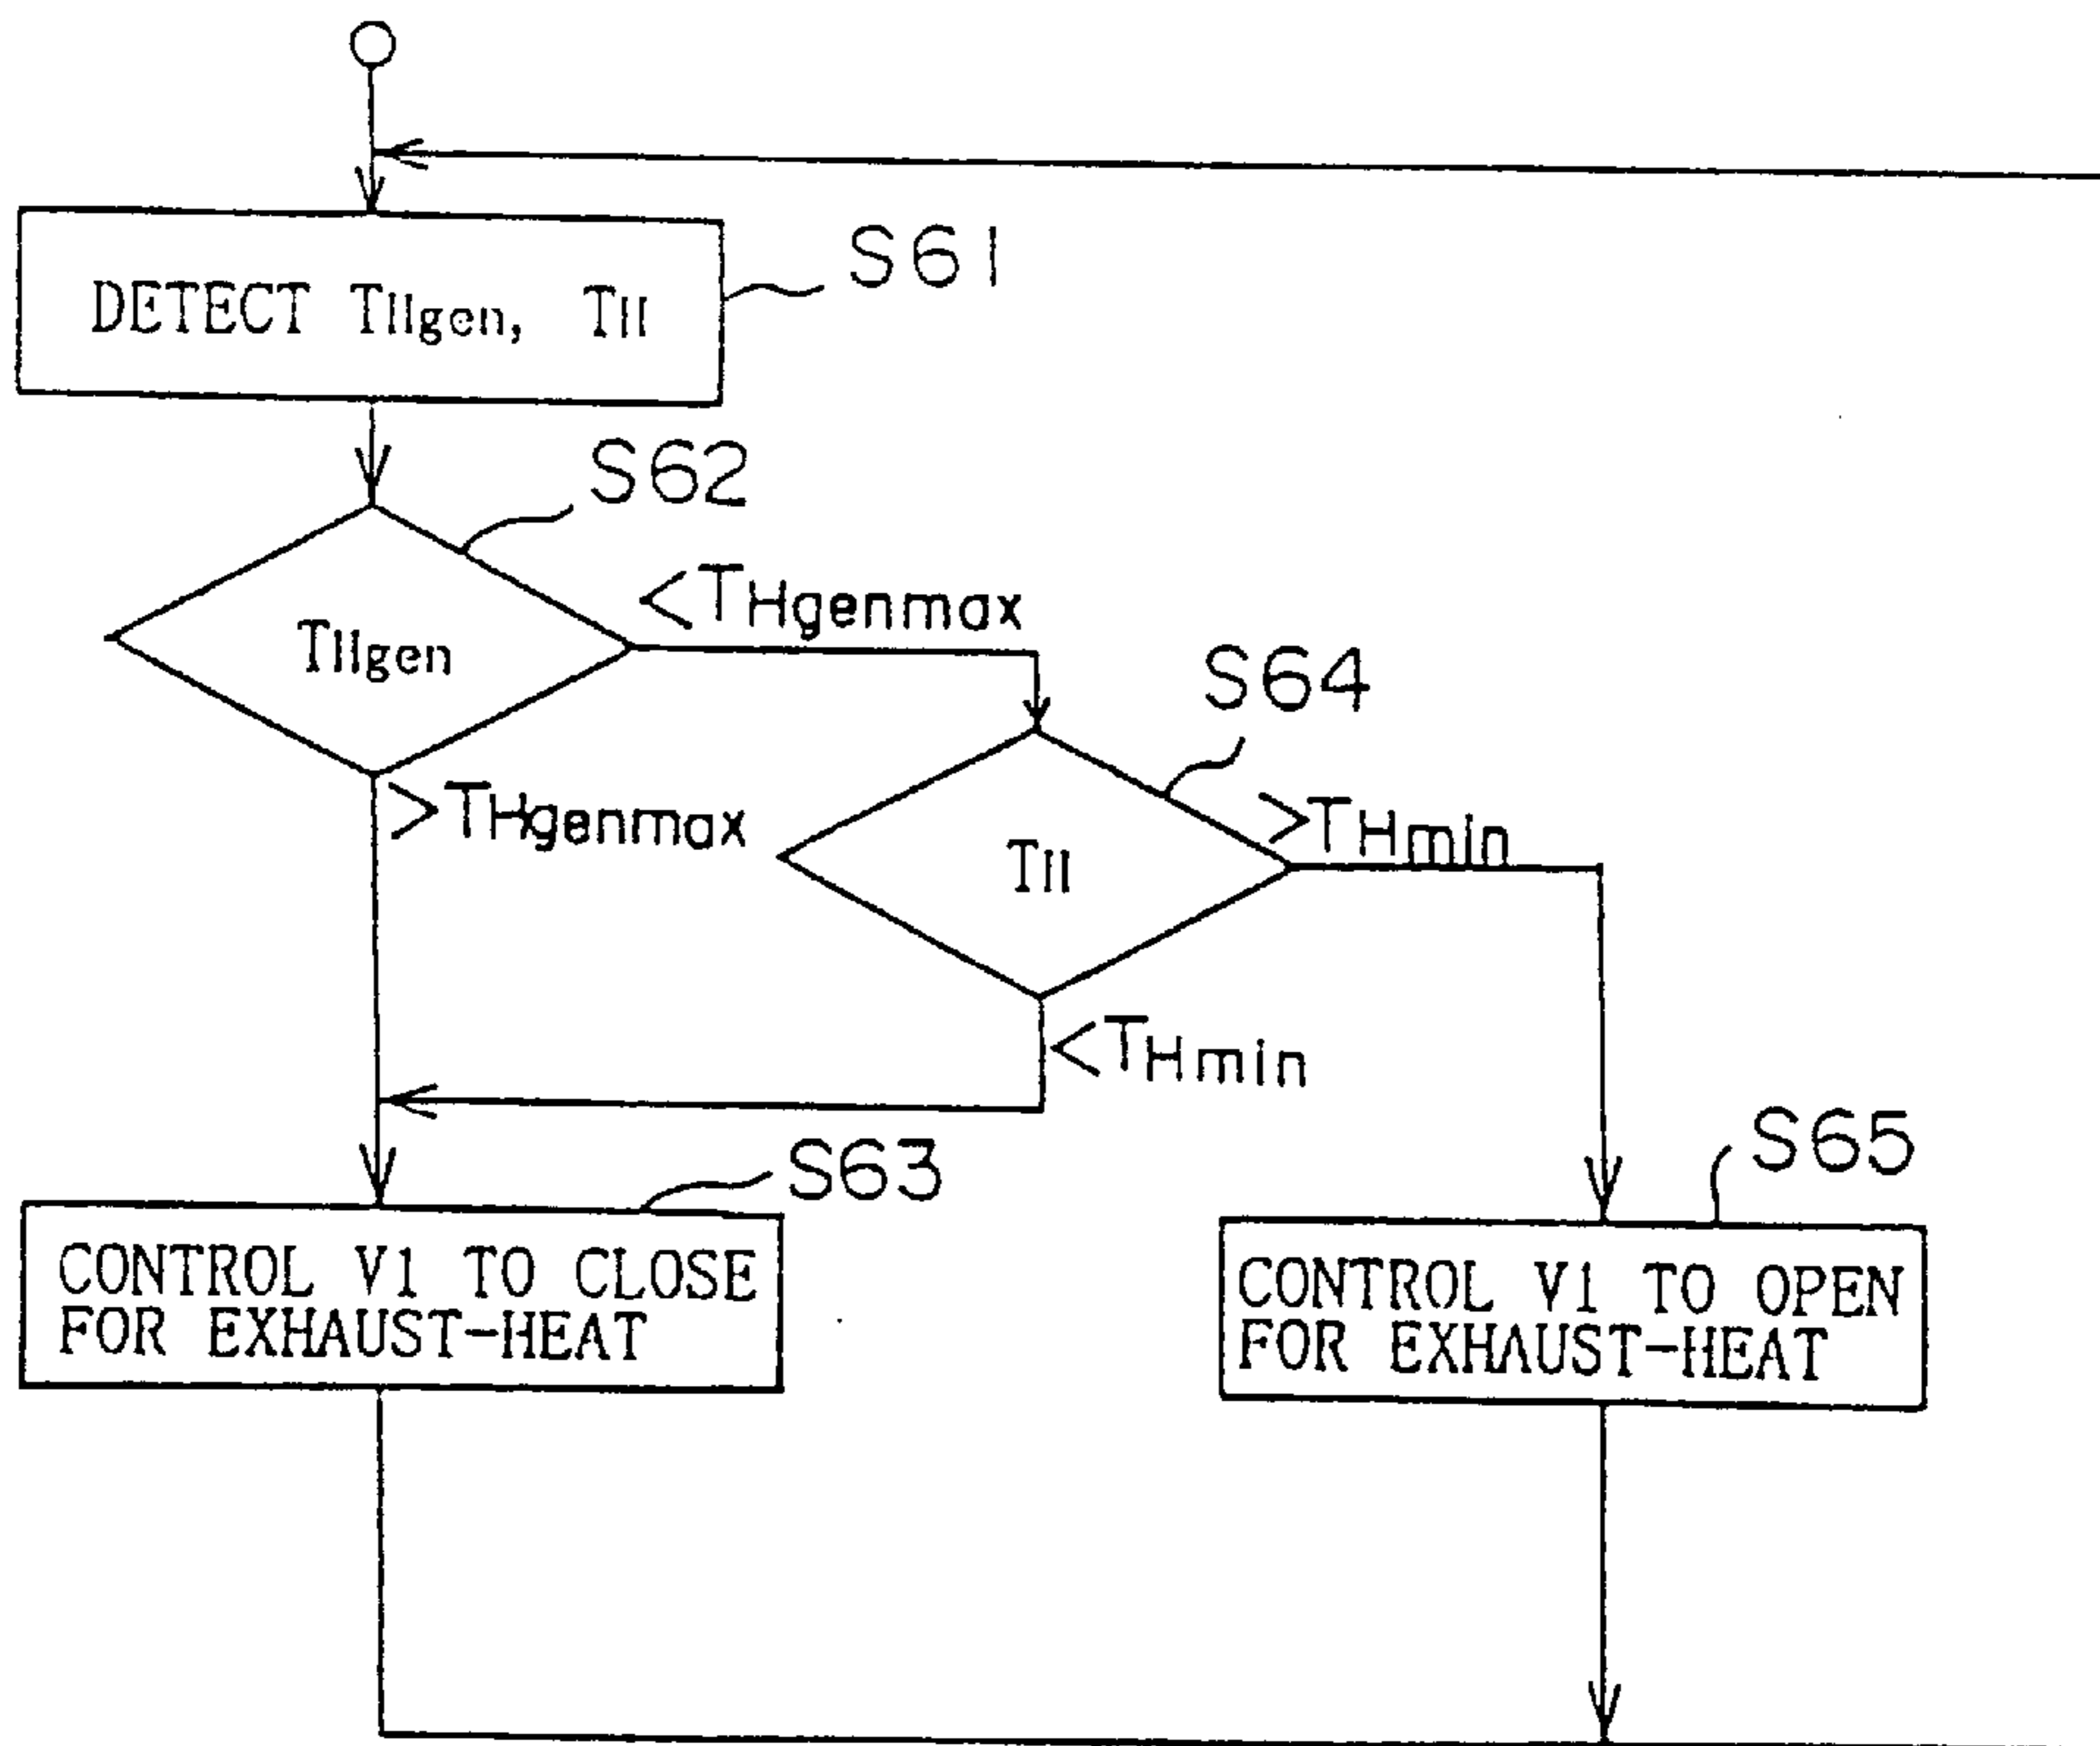 DETECT THgen, TH
S61
S62
<THgenmax
THgen
S64
>THgenmax
>THmin
TH
<THmin
S63
S65
CONTROL V1 TO CLOSE
FOR EXHAUST-HEAT
CONTROL V1 TO OPEN
FOR EXHAUST-HEAT